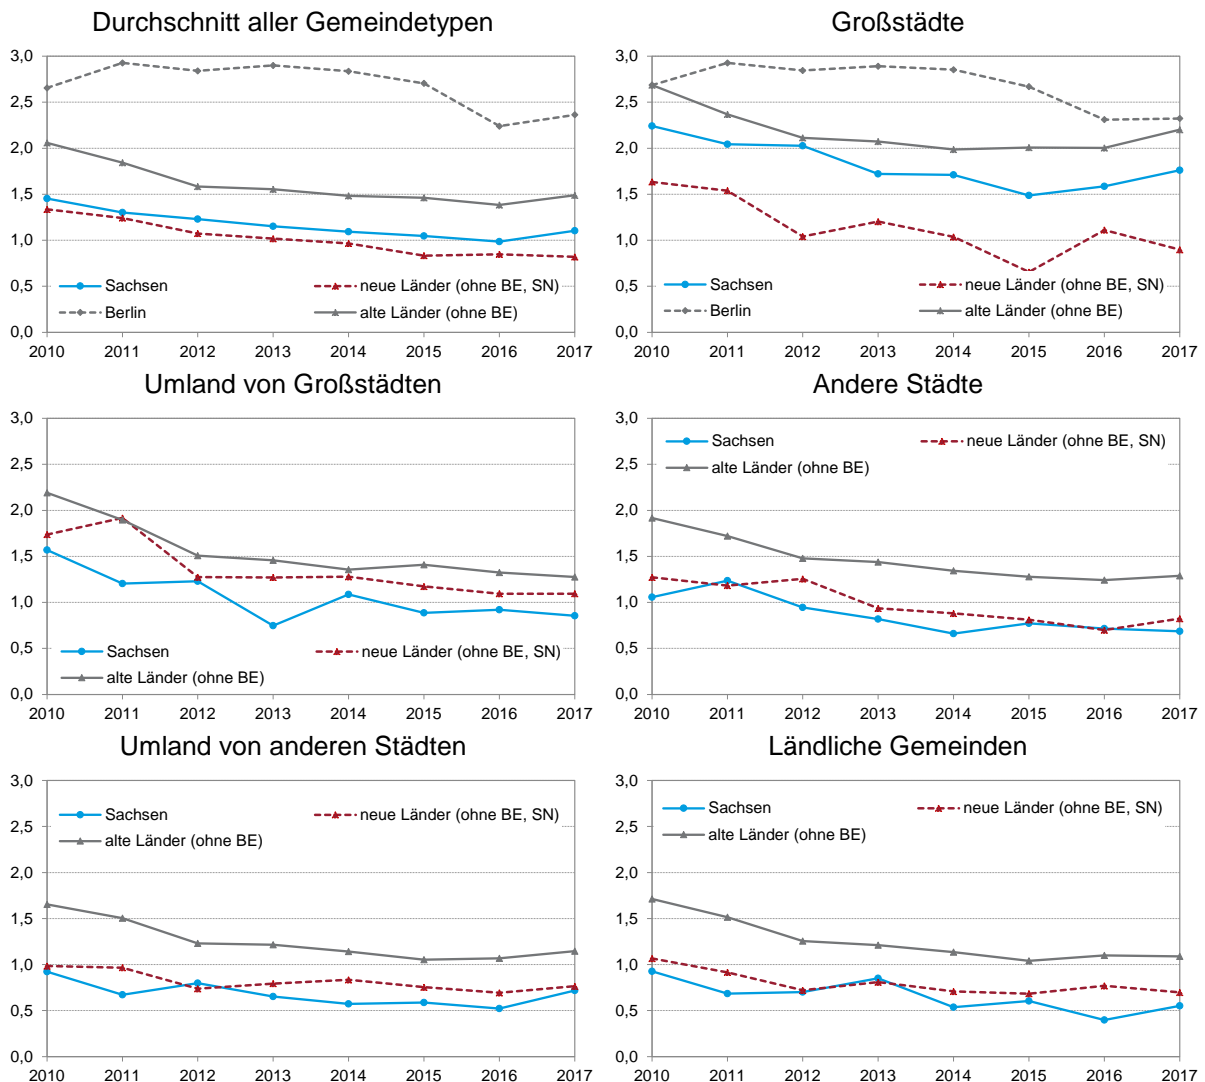 Durchschnitt aller Gemeindetypen
3,0
2,5
2,0
1,5
1,0
0,5
0,0
Sachsen
neue Länder (ohne BE, SN)
Berlin
alte Länder (ohne BE)
2010 2011 2012 2013 2014 2015 2016 2017
Großstädte
3,0
2,5
2,0
1,5
1,0
0,5
0,0
Sachsen
neue Länder (ohne BE, SN)
Berlin
alte Länder (ohne BE)
2010 2011 2012 2013 2014 2015 2016 2017
Umland von Großstädten
3,0
2,5
2,0
1,5
1,0
0,5
0,0
Sachsen
neue Länder (ohne BE, SN)
alte Länder (ohne BE)
2010 2011 2012 2013 2014 2015 2016 2017
Andere Städte
3,0
2,5
2,0
1,5
1,0
0,5
0,0
Sachsen
neue Länder (ohne BE, SN)
alte Länder (ohne BE)
2010 2011 2012 2013 2014 2015 2016 2017
Umland von anderen Städten
3,0
2,5
2,0
1,5
1,0
0,5
0,0
Sachsen
neue Länder (ohne BE, SN)
alte Länder (ohne BE)
2010 2011 2012 2013 2014 2015 2016 2017
Ländliche Gemeinden
3,0
2,5
2,0
1,5
1,0
0,5
0,0
Sachsen
neue Länder (ohne BE, SN)
alte Länder (ohne BE)
2010 2011 2012 2013 2014 2015 2016 2017